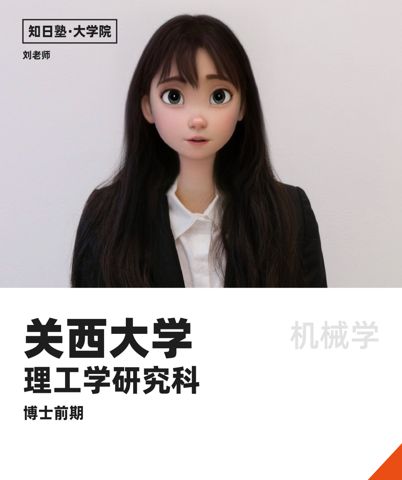 知日塾·大学院
刘老师
关西大学
机械学
理工学研究科
博士前期